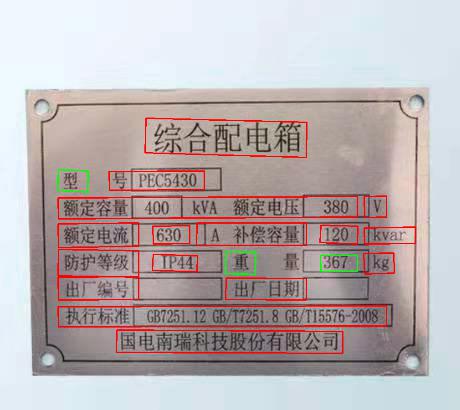 综合配电箱
型 号 PEC5430
额定容量 400 kVA 额定电压 380 V
额定电流 630 A 补偿容量 120 kvar
防护等级 IP44 重 量 367 kg
出厂编号 出厂日期
执行标准 GB7251.12 GB/T7251.8 GB/T15576-2008
国电南瑞科技股份有限公司